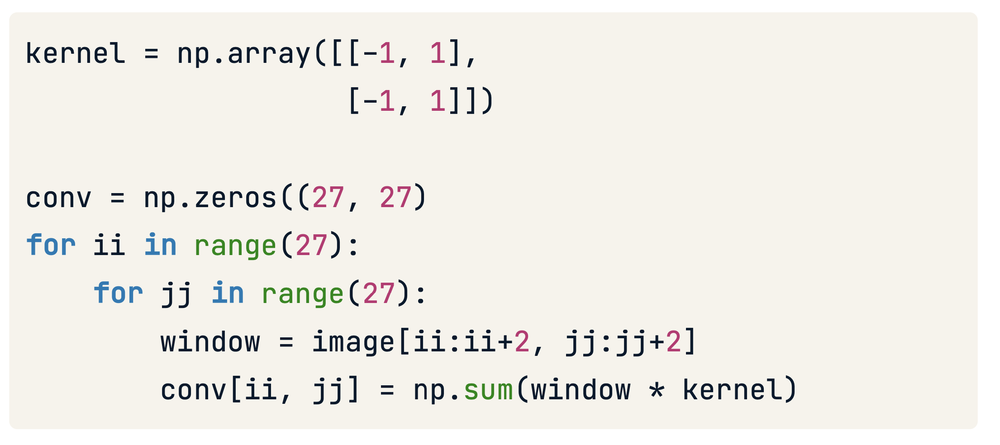 kernel = np.array([[-1, 1],
                   [-1, 1]])

conv = np.zeros((27, 27)
for ii in range(27):
    for jj in range(27):
        window = image[ii:ii+2, jj:jj+2]
        conv[ii, jj] = np.sum(window * kernel)